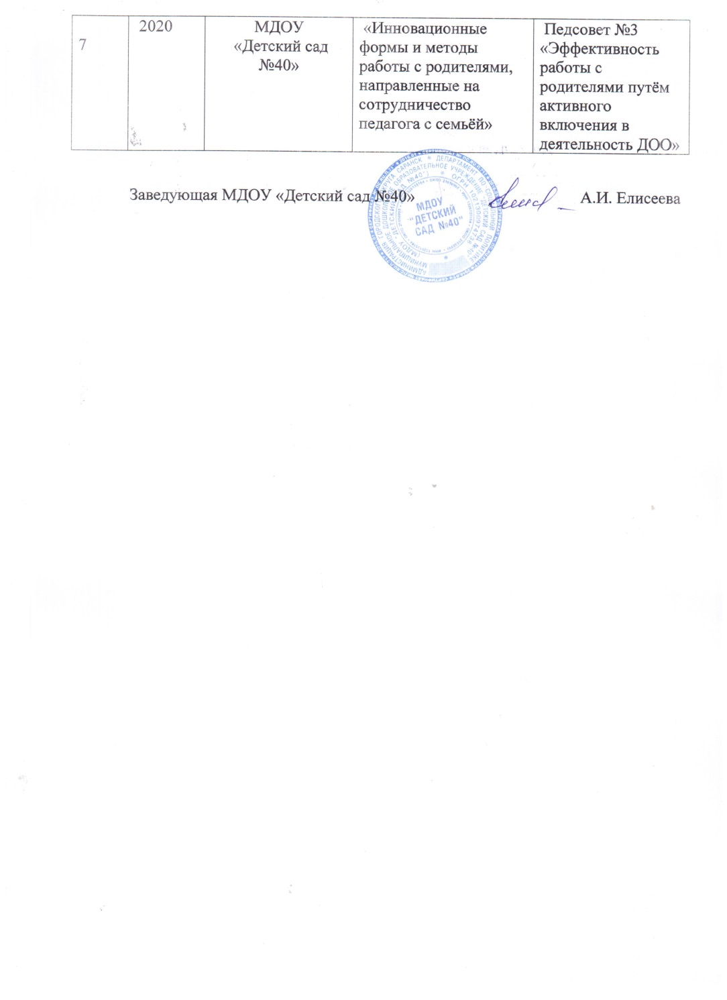 7
2020
МДОУ
«Детский сад
№40»
«Инновационные
формы и методы
работы с родителями,
направленные на
сотрудничество
педагога с семьёй»
Педсовет №3
«Эффективность
работы с
родителями путём
активного
включения в
деятельность ДОО»
Заведующая МДОУ «Детский сад №40»
А.И. Елисеева
МДОУ
"ДЕТСКИЙ
САД №40"